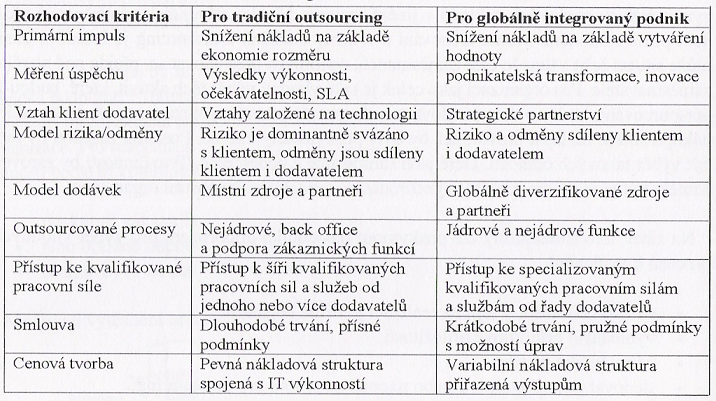 Rozhodovací kritéria Pro tradiční outsourcing Pro globálně integrovaný podnik
Primární impuls Snížení nákladů na základě Snížení nákladů na základě vytváření
ekonomie rozměru hodnoty
Měření úspěchu Výsledky výkonnosti, podnikatelská transformace, inovace
očekávatelnosti, SLA
Vztah klient dodavatel Vztahy založené na technologii Strategické partnerství
Model rizika/odměny Riziko je dominantně svázáno Riziko a odměny sdíleny klientem
s klientem, odměny jsou sdíleny i dodavatelem
klientem i dodavatelem
Model dodávek Místní zdroje a partneři Globálně diverzifikované zdroje
a partneři
Outsourcované procesy Nejádrové, back office Jádrové a nejádrové funkce
a podpora zákaznických funkcí
Přístup ke kvalifikované Přístup k šíři kvalifikovaných Přístup ke specializovaným
pracovní síle pracovních sil a služeb od kvalifikovaných pracovním silám
jednoho nebo více dodavatelů a službám od řady dodavatelů
Smlouva Dlouhodobé trvání, přísné Krátkodobé trvání, pružné podmínky
podmínky s možností úprav
Cenová tvorba Pevná nákladová struktura Variabilní nákladová struktura
spojená s IT výkonností přiřazená výstupům